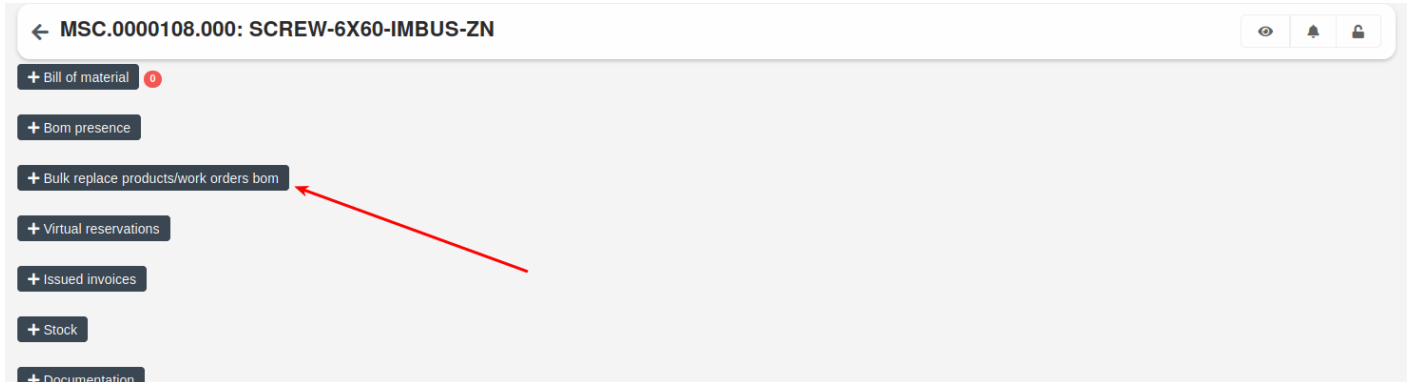 MSC.0000108.000: SCREW-6X60-IMBUS-ZN
Bill of material 0
Bom presence
Bulk replace products/work orders bom
Virtual reservations
Issued invoices
Stock
Documentation